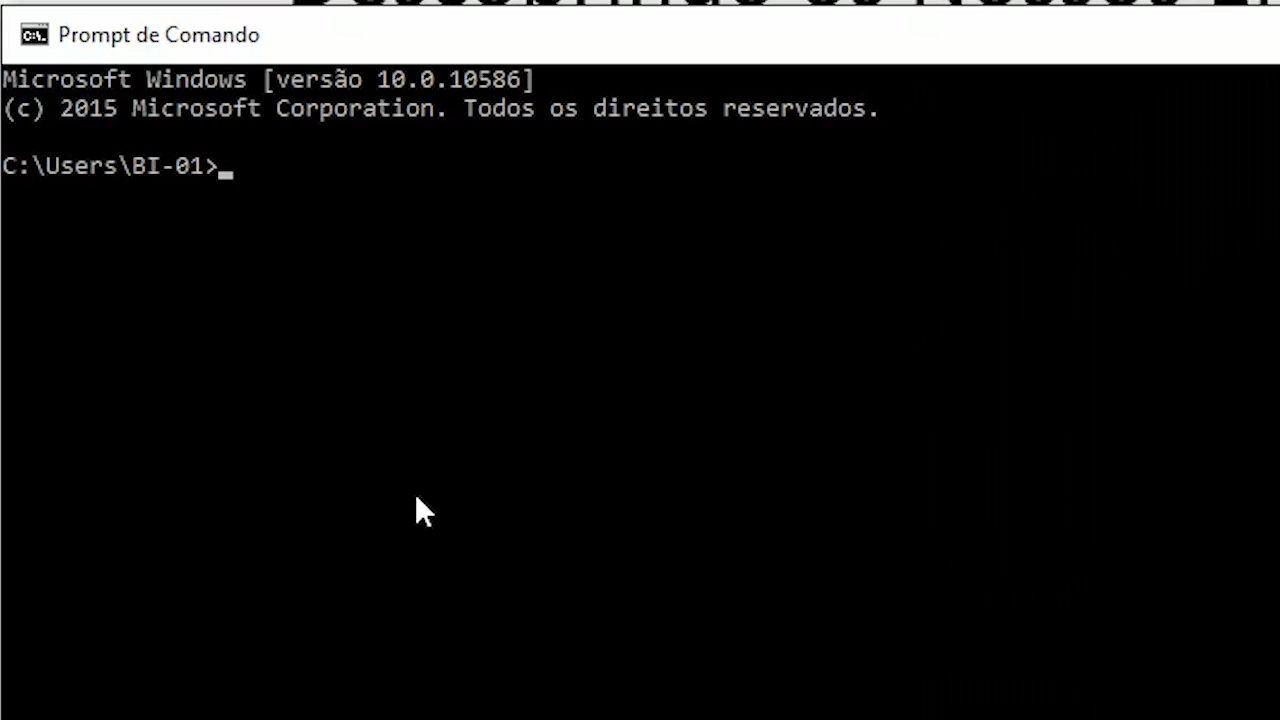 Prompt de Comando
Microsoft Windows [versão 10.0.10586]
(c) 2015 Microsoft Corporation. Todos os direitos reservados.
C:\Users\BI-01>